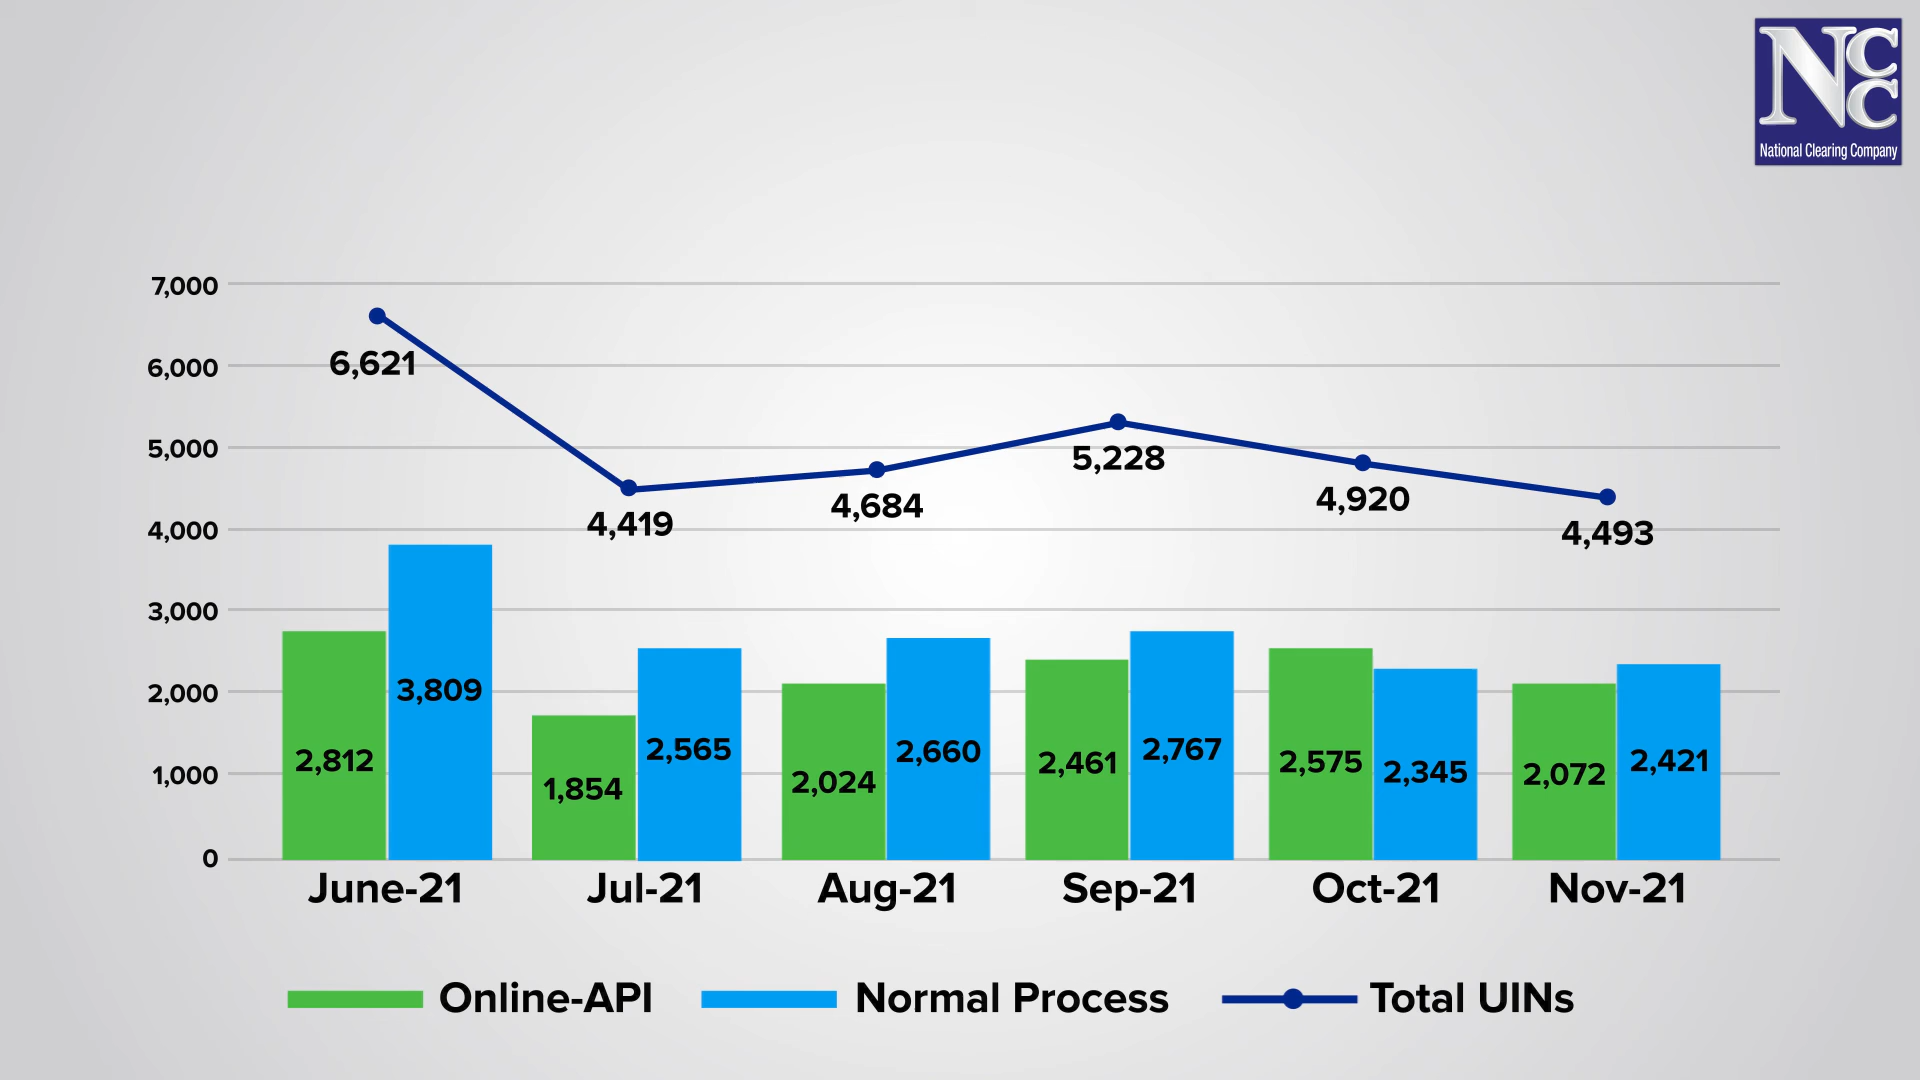 NCC
National Clearing Company
7,000
6,000
5,000
4,000
3,000
2,000
1,000
0
6,621
4,419
4,684
5,228
4,920
4,493
2,812
3,809
1,854
2,565
2,024
2,660
2,461
2,767
2,575
2,345
2,072
2,421
June-21
Jul-21
Aug-21
Sep-21
Oct-21
Nov-21
Online-API
Normal Process
Total UINs